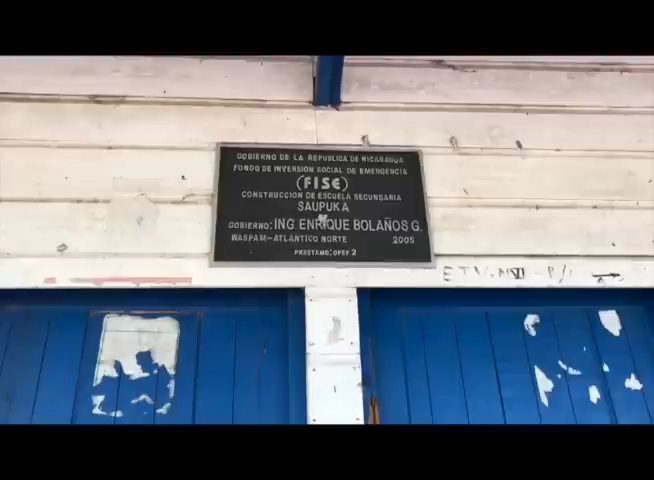 GOBIERNO DE LA REPUBLICA DE NICARAGUA
FONDO DE INVERSION SOCIAL DE EMERGENCIA
(FISE)
CONSTRUCCION DE ESCUELA SECUNDARIA
SAUPUKA
GOBIERNO: ING. ENRIQUE BOLAÑOS G.
WASPAM-ATLANTICO NORTE 2005
PRESTAMO: OPEP 2